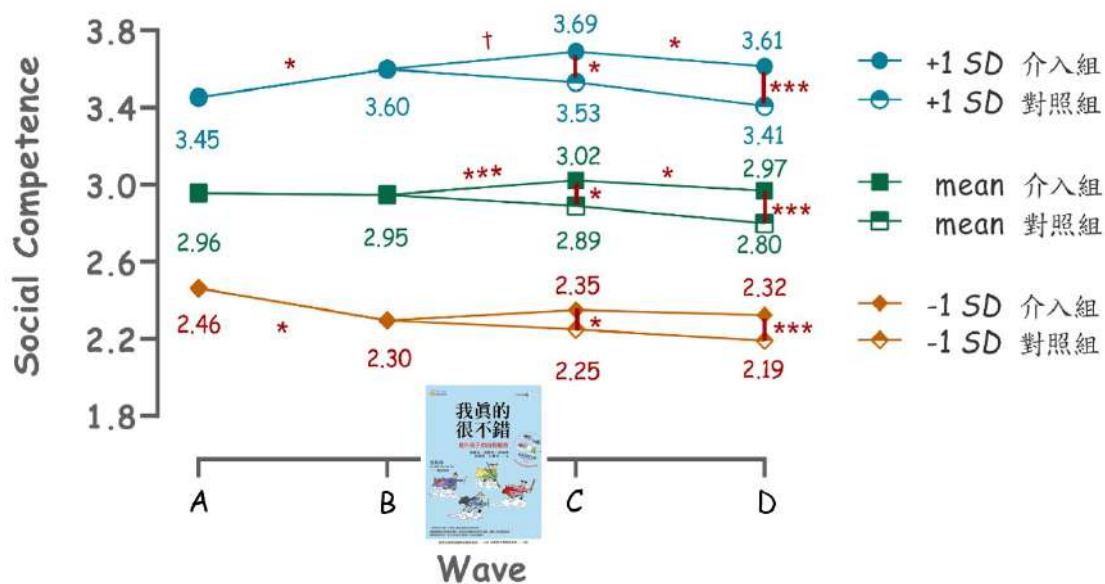 Social Competence
3.8
3.4
3.0
2.6
2.2
1.8
3.45
*
3.60
†
3.69
*
3.53
*
3.61
***
3.41
2.96
2.95
***
3.02
*
2.89
*
2.97
***
2.80
2.46
*
2.30
2.35
*
2.25
2.32
***
2.19
+1 SD 介入組
+1 SD 對照組
mean 介入組
mean 對照組
-1 SD 介入組
-1 SD 對照組
我真的
很不錯
A
B
C
D
Wave